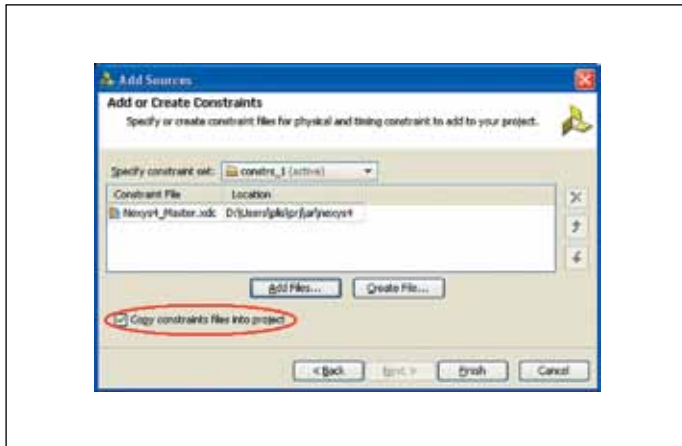 Add Sources
Add or Create Constraints
Specify or create constraint files for physical and timing constraint to add to your project.
Specify constraint set: constrs_1 (active)
Constraint File Location
Nexys4_Master.xdc
Add Files... Create File...
Copy constraints files into project
< Back Next > Finish Cancel